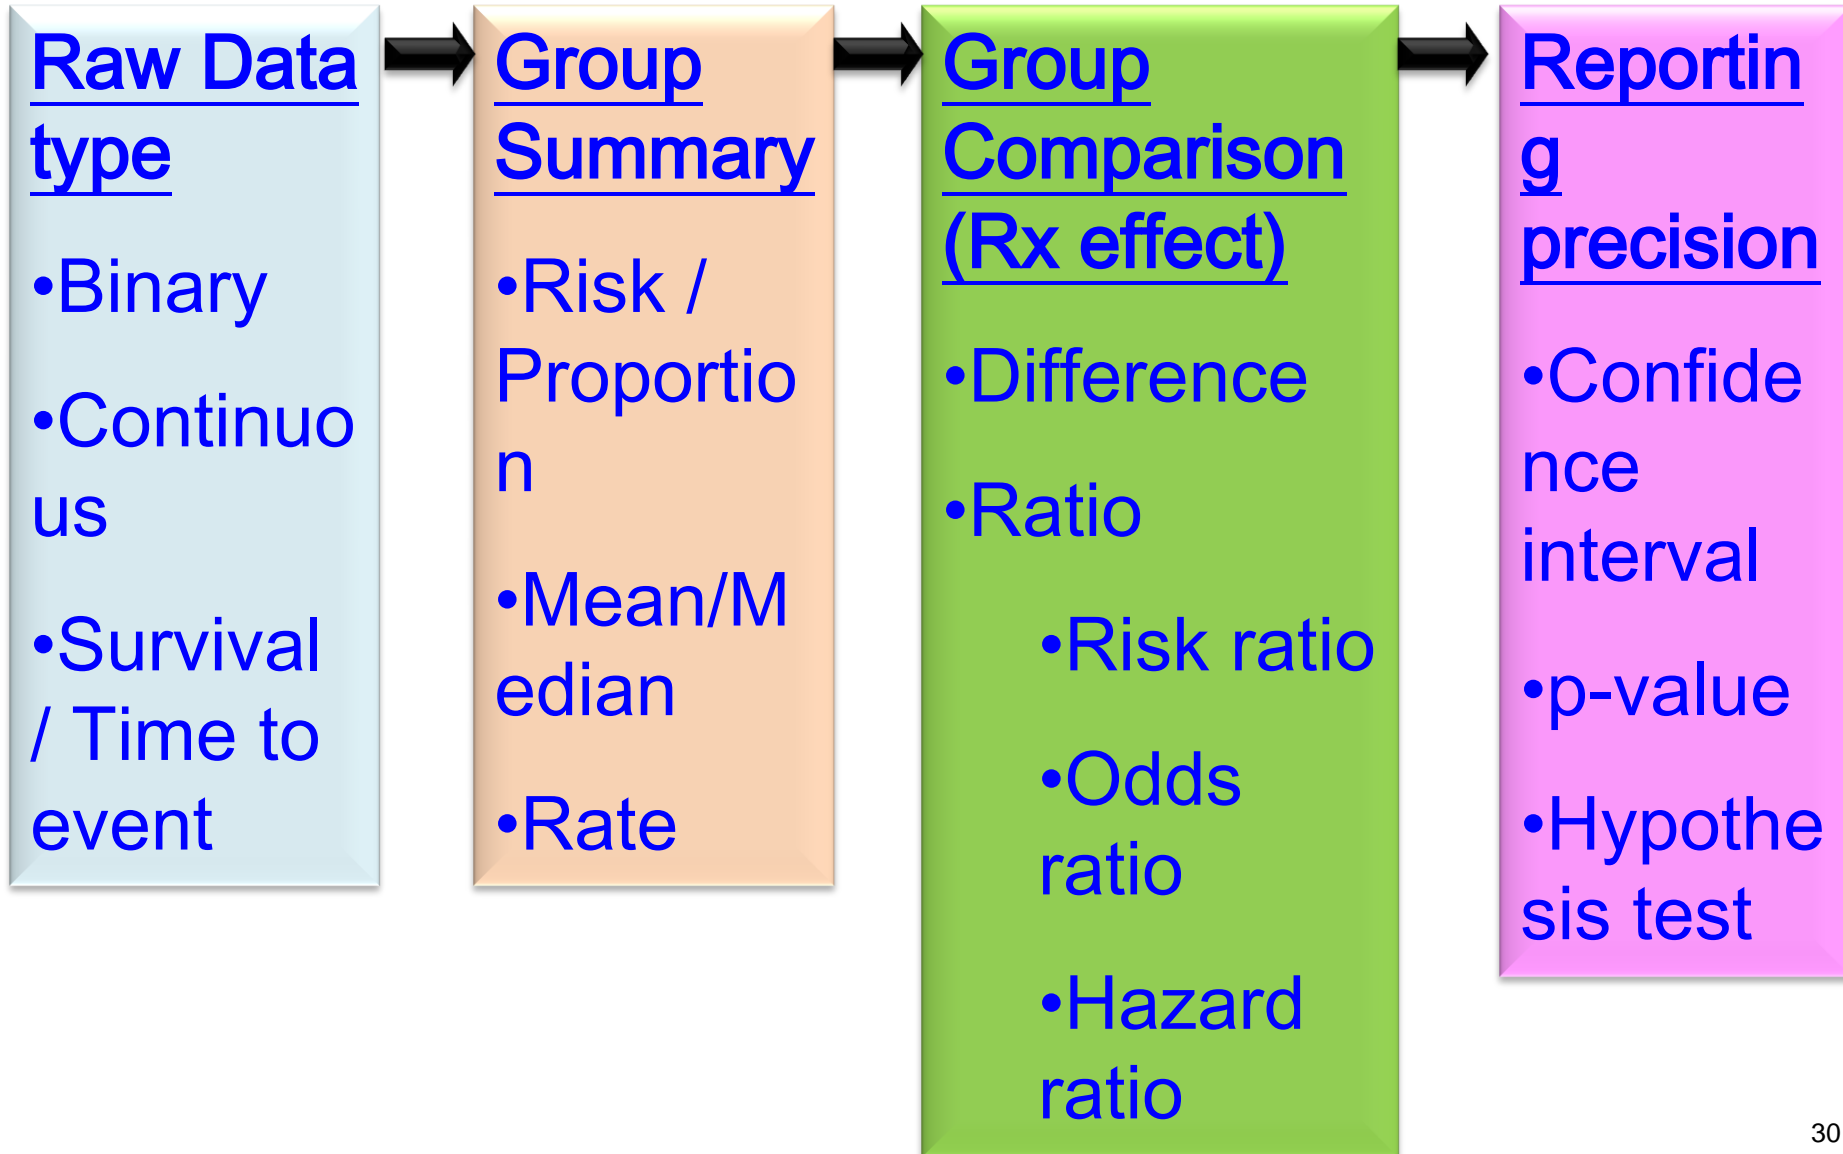 Raw Data
type
•Binary
•Continuo
us
•Survival
/ Time to
event
Group
Summary
•Risk /
Proportio
n
•Mean/M
edian
•Rate
Group
Comparison
(Rx effect)
•Difference
•Ratio
•Risk ratio
•Odds
ratio
•Hazard
ratio
Reportin
g
precision
•Confide
nce
interval
•p-value
•Hypothe
sis test
30